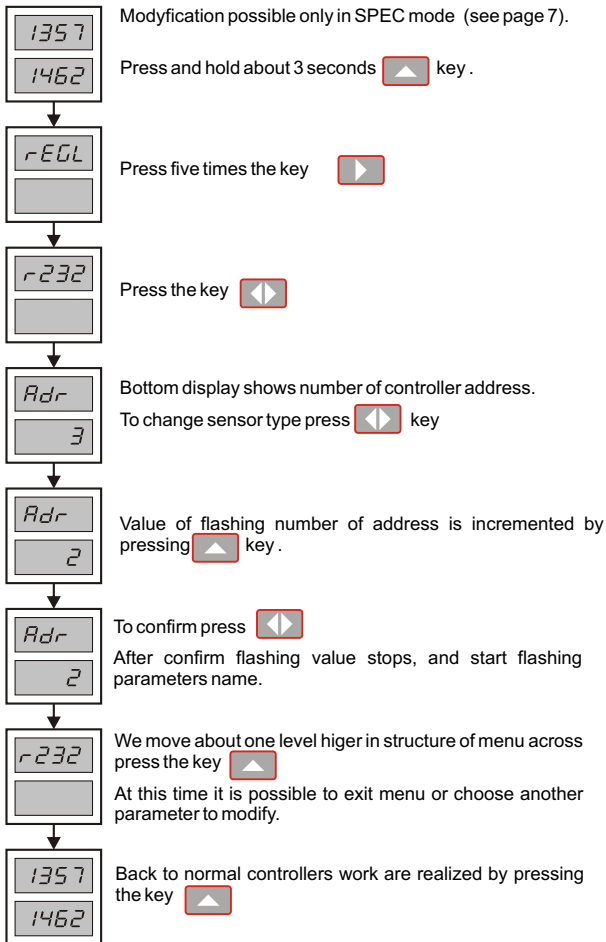 1357
1462
Modyfication possible only in SPEC mode (see page 7).
Press and hold about 3 seconds key .
rEGL
Press five times the key
r232
Press the key
Adr
3
Bottom display shows number of controller address.
To change sensor type press key
Adr
2
Value of flashing number of address is incremented by
pressing key .
Adr
2
To confirm press
After confirm flashing value stops, and start flashing
parameters name.
r232
We move about one level higer in structure of menu across
press the key
At this time it is possible to exit menu or choose another
parameter to modify.
1357
1462
Back to normal controllers work are realized by pressing
the key